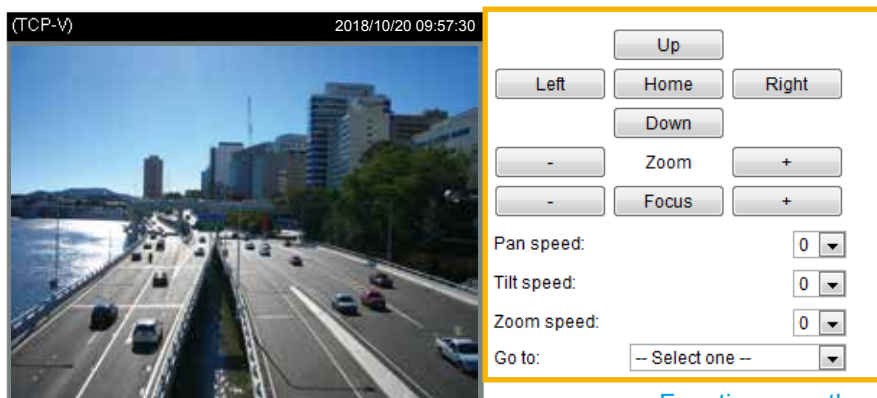 (TCP-V) 2018/10/20 09:57:30
Up
Left Home Right
Down
- Zoom +
- Focus +
Pan speed: 0
Tilt speed: 0
Zoom speed: 0
Go to: -- Select one --